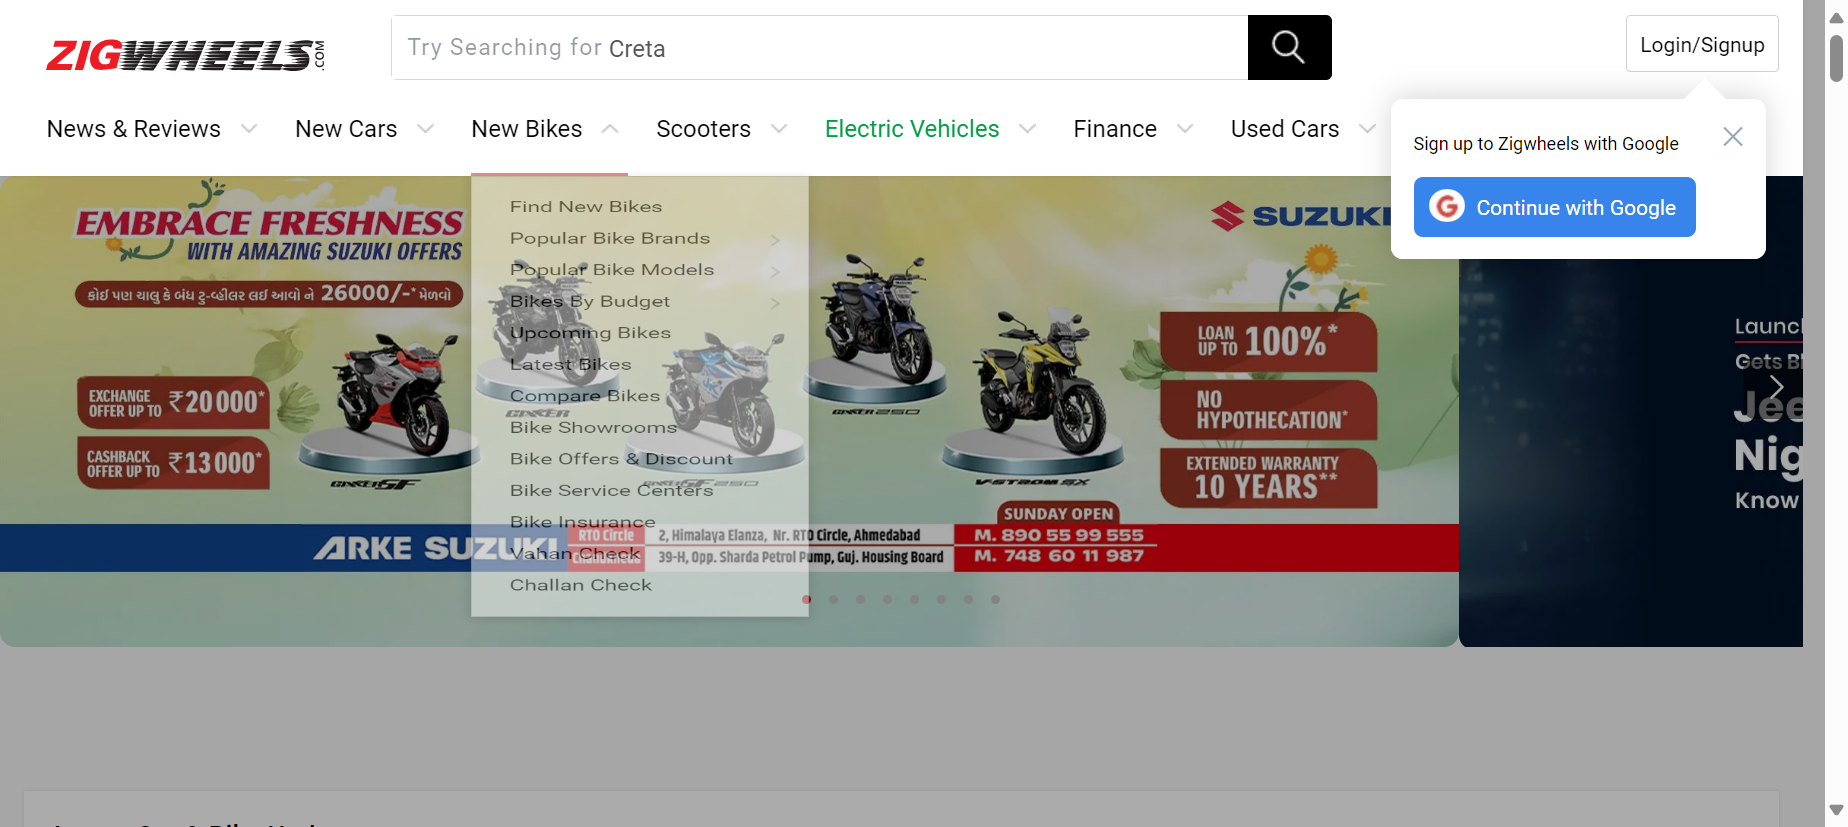 ZIGWHEELS.COM
Try Searching for Creta
Login/Signup
News & Reviews
New Cars
New Bikes
Scooters
Electric Vehicles
Finance
Used Cars
Sign up to Zigwheels with Google
Continue with Google
Find New Bikes
Popular Bike Brands
Popular Bike Models
Bikes By Budget
Upcoming Bikes
Latest Bikes
Compare Bikes
Bike Showrooms
Bike Offers & Discount
Bike Service Centers
Bike Insurance
Vahan Check
Challan Check
EMBRACE FRESHNESS
WITH AMAZING SUZUKI OFFERS
કોઈ પણ ચાલુ કે બંધ ટુ-વ્હીલર લઈ આવો ને 26000/-* મેળવો
EXCHANGE
OFFER UP TO ₹20000*
CASHBACK
OFFER UP TO ₹13000*
GIXXER SF
GIXXER
GIXXER SF 250
GIXXER 250
V-STROM SX
SUZUKI
LOAN
UP TO 100%*
NO
HYPOTHECATION*
EXTENDED WARRANTY
10 YEARS**
SUNDAY OPEN
ARKE SUZUKI
RTO Circle
2, Himalaya Elanza, Nr. RTO Circle, Ahmedabad
M. 890 55 99 555
39-H, Opp. Sharda Petrol Pump, Guj. Housing Board
M. 748 60 11 987
Launc
Gets B
Jee
Nig
Know